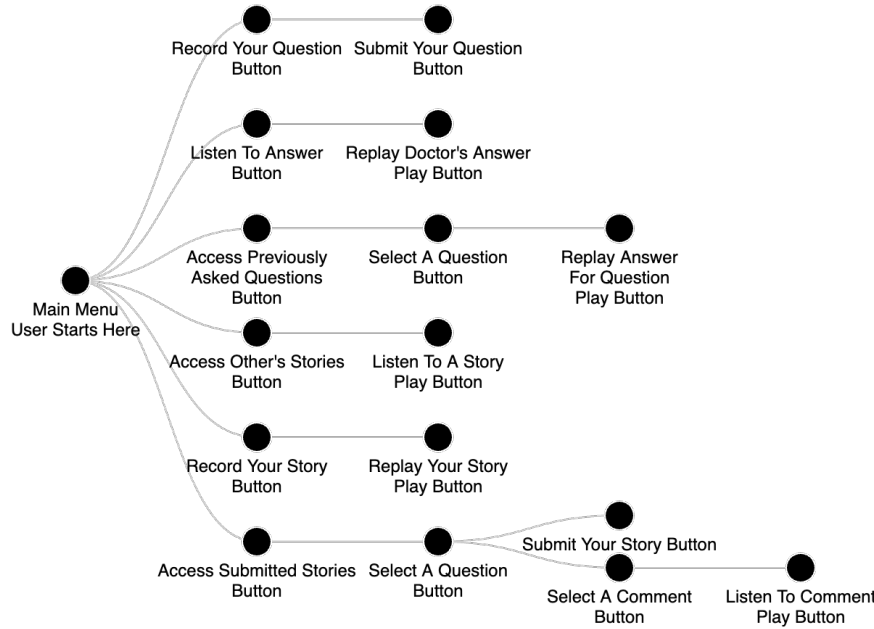 Record Your Question
Button
Submit Your Question
Button
Listen To Answer
Button
Replay Doctor's Answer
Play Button
Access Previously
Asked Questions
Button
Select A Question
Button
Replay Answer
For Question
Play Button
Main Menu
User Starts Here
Access Other's Stories
Button
Listen To A Story
Play Button
Record Your Story
Button
Replay Your Story
Play Button
Submit Your Story Button
Access Submitted Stories
Button
Select A Question
Button
Select A Comment
Button
Listen To Comment
Play Button